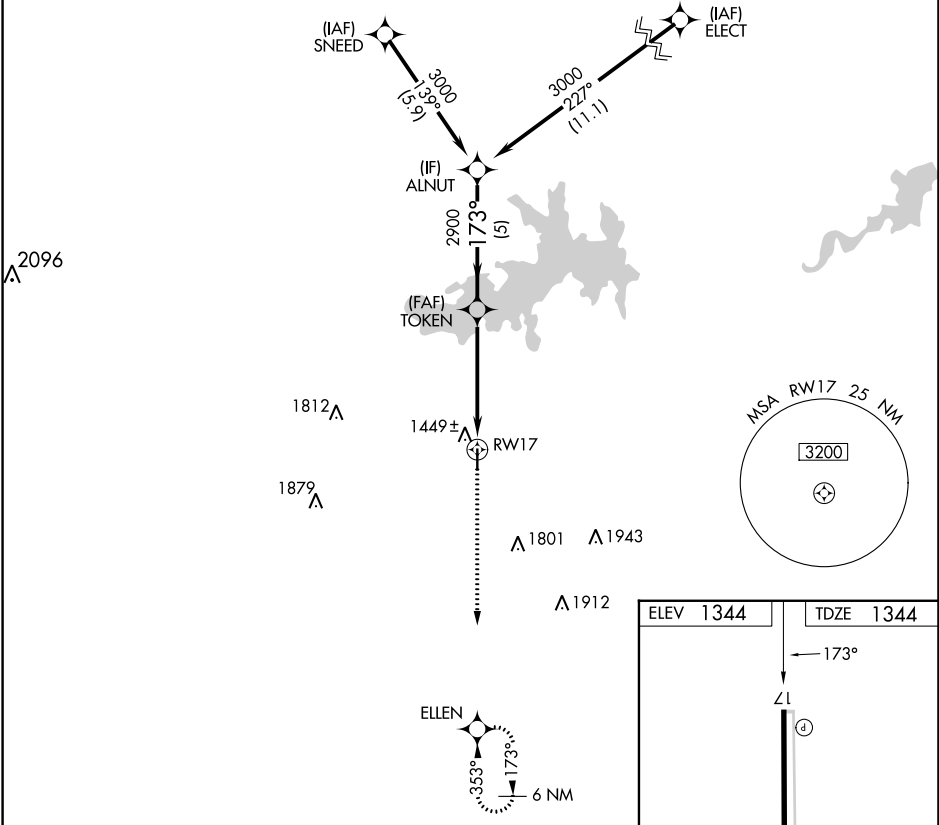 (IAF)
SNEED
(IAF)
ELECT
3000
139°
(5.9)
3000
227°
(11.1)
(IF)
ALNUT
2900
173°
(5)
2096
(FAF)
TOKEN
1812
1449±
RW17
MSA RW17 25 NM
3200
1879
1801
1943
1912
ELEV 1344
TDZE 1344
173°
17
P
ELLEN
353°
173°
6 NM